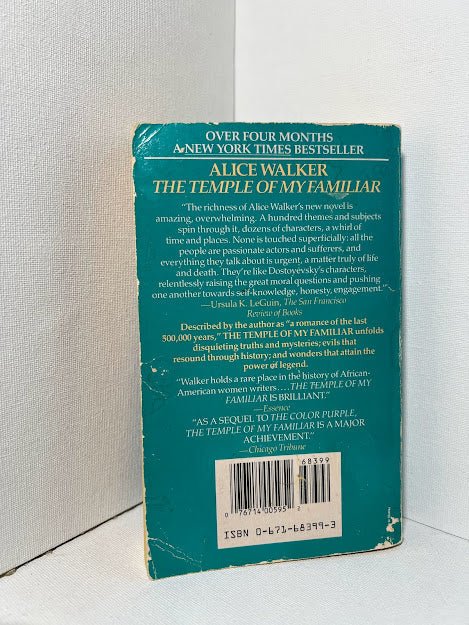 OVER FOUR MONTHS
A NEW YORK TIMES BESTSELLER
ALICE WALKER
THE TEMPLE OF MY FAMILIAR
"The richness of Alice Walker's new novel is
amazing, overwhelming. A hundred themes and subjects
spin through it, dozens of characters, a whirl of
time and places. None is touched superficially: all the
people are passionate actors and sufferers, and
everything they talk about is urgent, a matter truly of life
and death. They're like Dostoyevsky's characters,
relentlessly raising the great moral questions and pushing
one another towards self-knowledge, honesty, engagement."
—Ursula K. LeGuin, The San Francisco
Review of Books
Described by the author as "a romance of the last
500,000 years," THE TEMPLE OF MY FAMILIAR unfolds
disquieting truths and mysteries; evils that
resound through history; and wonders that attain the
power of legend.
"Walker holds a rare place in the history of African-
American women writers....THE TEMPLE OF MY
FAMILIAR IS BRILLIANT."
—Essence
"AS A SEQUEL TO THE COLOR PURPLE,
THE TEMPLE OF MY FAMILIAR IS A MAJOR
ACHIEVEMENT."
—Chicago Tribune
68399
0 76714 00595 2
ISBN 0-671-68399-3